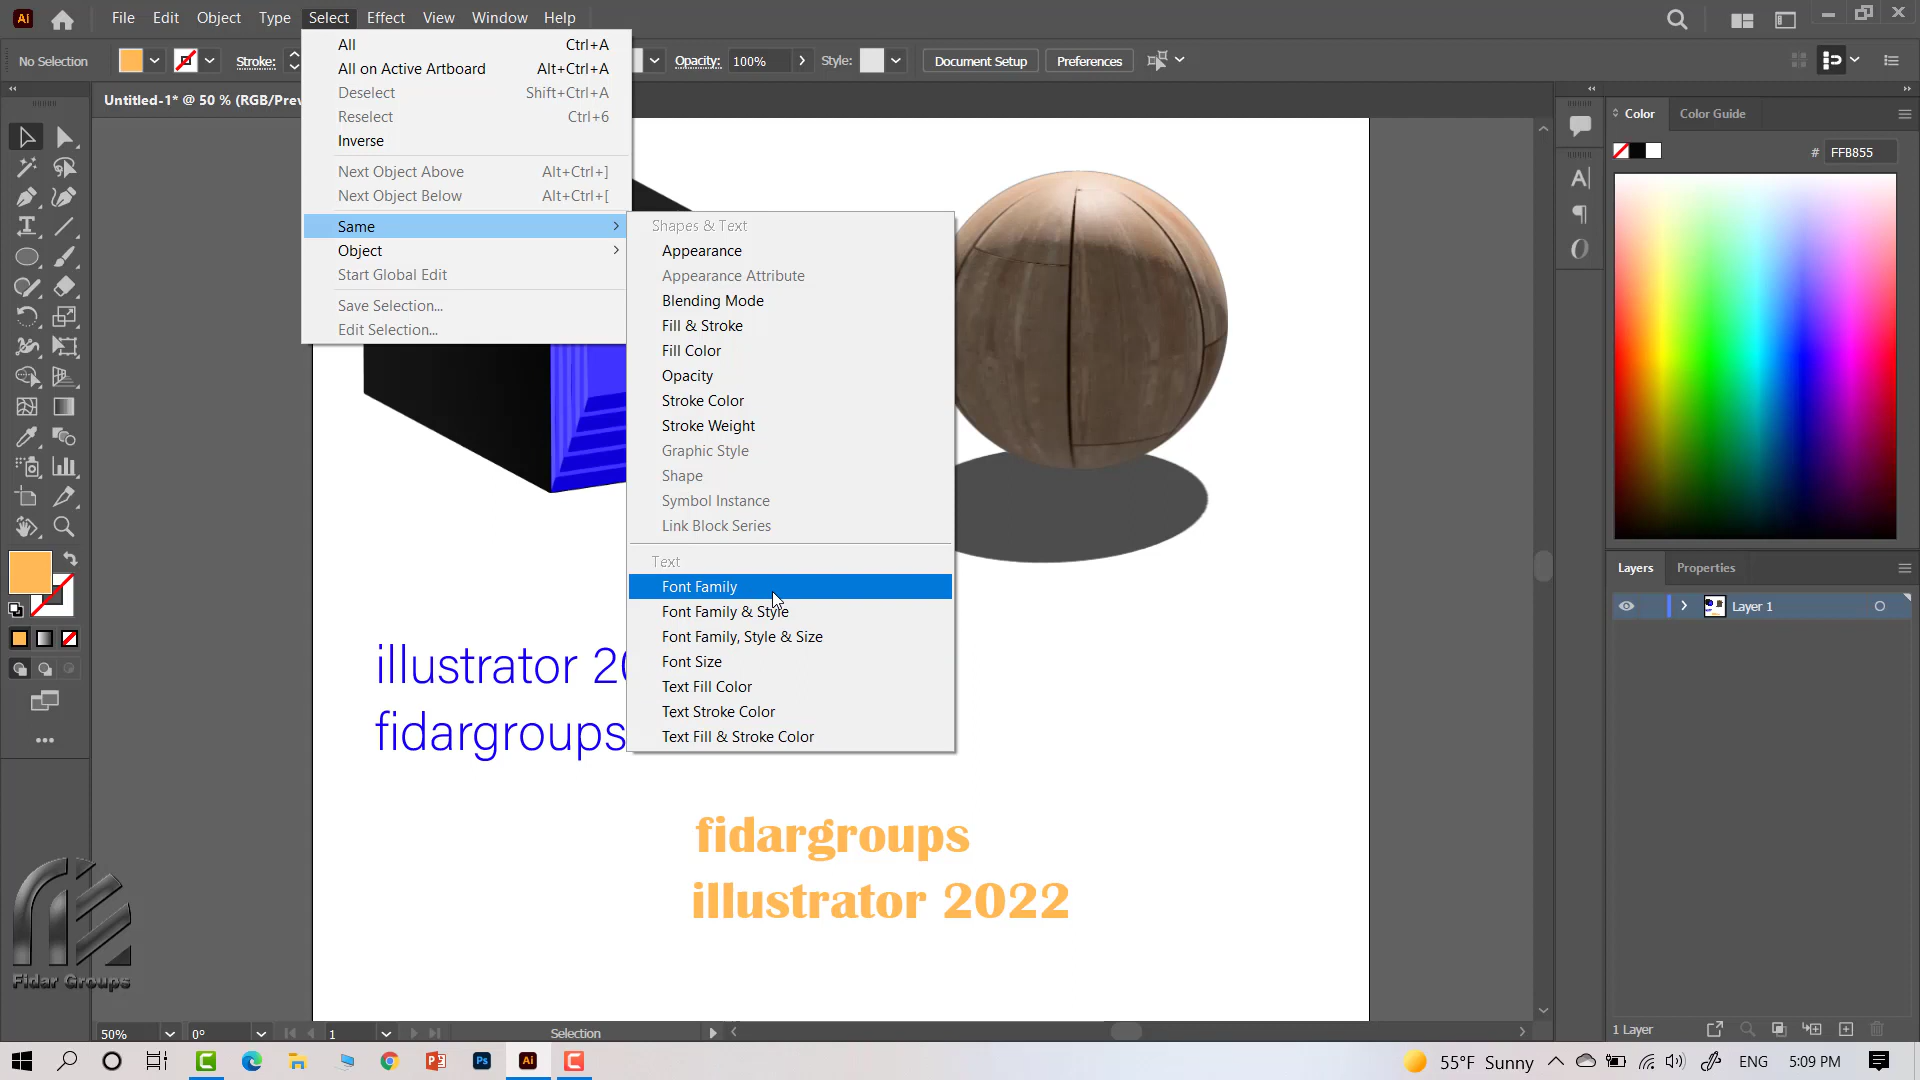 File Edit Object Type Select Effect View Window Help
No Selection
Stroke:
Opacity: 100%
Style:
Document Setup
Preferences
Untitled-1* @ 50 % (RGB/Prev
All Ctrl+A
All on Active Artboard Alt+Ctrl+A
Deselect Shift+Ctrl+A
Reselect Ctrl+6
Inverse
Next Object Above Alt+Ctrl+]
Next Object Below Alt+Ctrl+[
Same
Object
Start Global Edit
Save Selection...
Edit Selection...
Shapes & Text
Appearance
Appearance Attribute
Blending Mode
Fill & Stroke
Fill Color
Opacity
Stroke Color
Stroke Weight
Graphic Style
Shape
Symbol Instance
Link Block Series
Text
Font Family
Font Family & Style
Font Family, Style & Size
Font Size
Text Fill Color
Text Stroke Color
Text Fill & Stroke Color
illustrator 20
fidargroups
fidargroups
illustrator 2022
Color Color Guide
# FFB855
Layers Properties
Layer 1
1 Layer
Fidar Groups
50% 0° 1 Selection
55°F Sunny ENG 5:09 PM